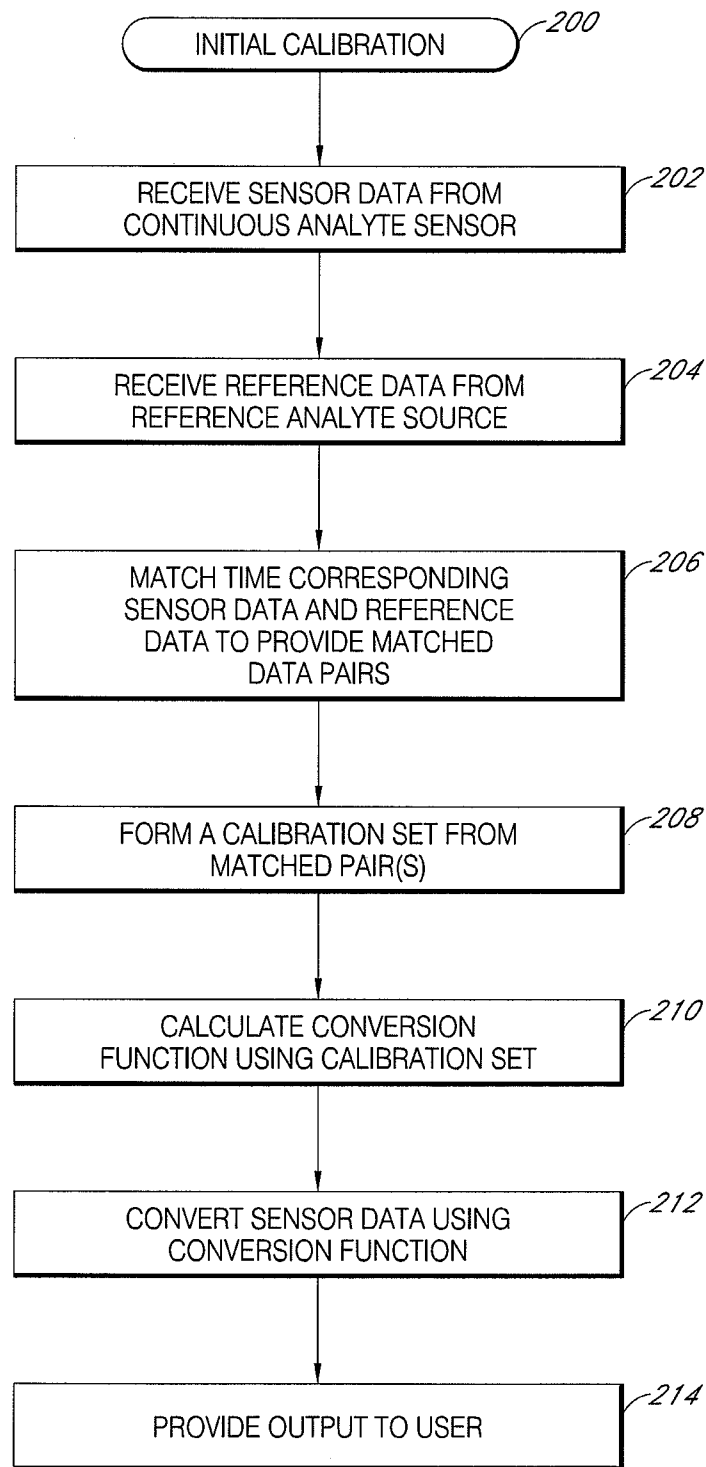 200
INITIAL CALIBRATION
202
RECEIVE SENSOR DATA FROM
CONTINUOUS ANALYTE SENSOR
204
RECEIVE REFERENCE DATA FROM
REFERENCE ANALYTE SOURCE
206
MATCH TIME CORRESPONDING
SENSOR DATA AND REFERENCE
DATA TO PROVIDE MATCHED
DATA PAIRS
208
FORM A CALIBRATION SET FROM
MATCHED PAIR(S)
210
CALCULATE CONVERSION
FUNCTION USING CALIBRATION SET
212
CONVERT SENSOR DATA USING
CONVERSION FUNCTION
214
PROVIDE OUTPUT TO USER